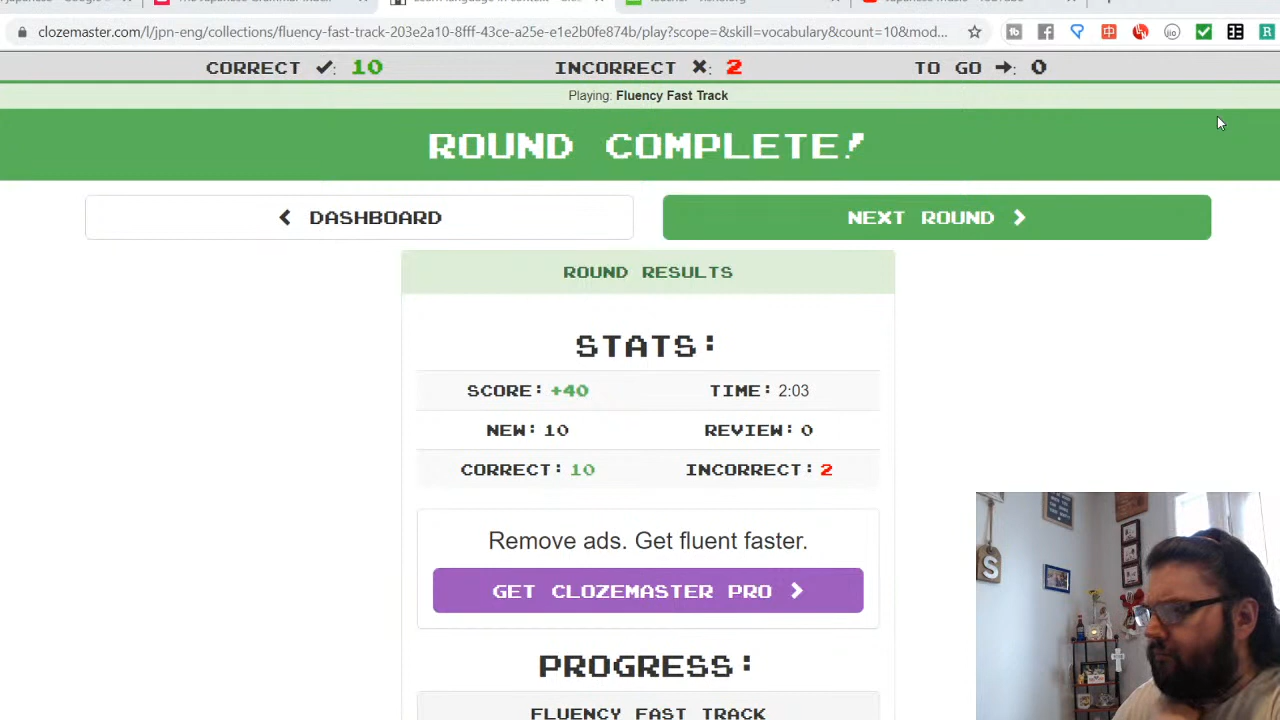 clozemaster.com/l/jpn-eng/collections/fluency-fast-track-2032a10-8fff-43ce-a259-e1e2b0fe874b/play?scope=&skill=vocabulary&count=10&mod...
CORRECT ✔: 10 INCORRECT ✖: 2 TO GO ➔: 0
Playing: Fluency Fast Track
ROUND COMPLETE!
DASHBOARD
NEXT ROUND
ROUND RESULTS
STATS:
SCORE: +40 TIME: 2:03
NEW: 10 REVIEW: 0
CORRECT: 10 INCORRECT: 2
Remove ads. Get fluent faster.
GET CLOZEMASTER PRO
PROGRESS:
FLUENCY FAST TRACK
S